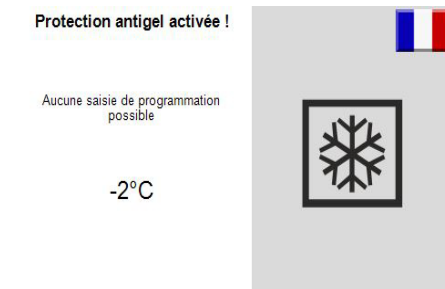 Protection antigel activée !
Aucune saisie de programmation
possible
-2°C